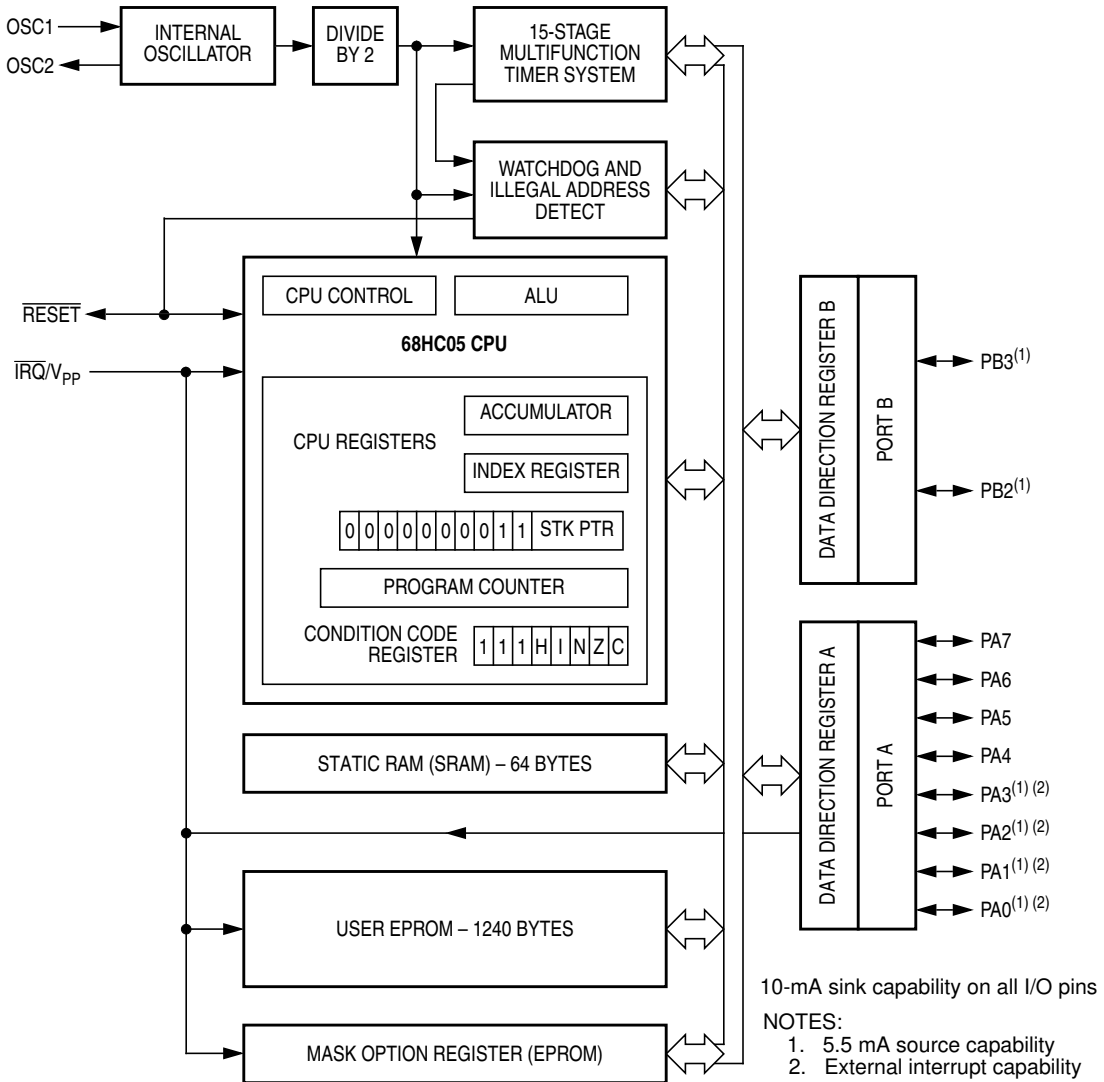 OSC1
OSC2
INTERNAL
OSCILLATOR
DIVIDE
BY 2
15-STAGE
MULTIFUNCTION
TIMER SYSTEM
WATCHDOG AND
ILLEGAL ADDRESS
DETECT
RESET
IRQ/VPP
CPU CONTROL
ALU
68HC05 CPU
CPU REGISTERS
ACCUMULATOR
INDEX REGISTER
0 0 0 0 0 0 0 0 1 1 STK PTR
PROGRAM COUNTER
CONDITION CODE
REGISTER
1 1 1 H I N Z C
STATIC RAM (SRAM) – 64 BYTES
USER EPROM – 1240 BYTES
MASK OPTION REGISTER (EPROM)
DATA DIRECTION REGISTER B
PORT B
PB3(1)
PB2(1)
DATA DIRECTION REGISTER A
PORT A
PA7
PA6
PA5
PA4
PA3(1) (2)
PA2(1) (2)
PA1(1) (2)
PA0(1) (2)
10-mA sink capability on all I/O pins
NOTES:
1. 5.5 mA source capability
2. External interrupt capability